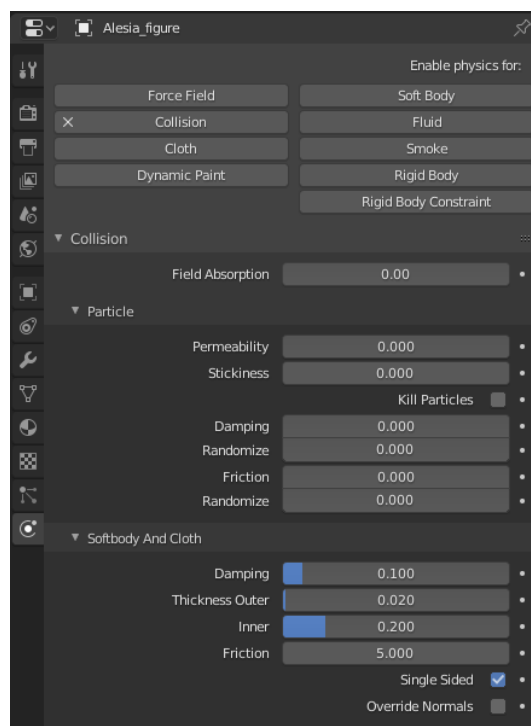 Alesia_figure
Enable physics for:
Force Field Soft Body
Collision Fluid
Cloth Smoke
Dynamic Paint Rigid Body
Rigid Body Constraint
Collision
Field Absorption 0.00
Particle
Permeability 0.000
Stickiness 0.000
Kill Particles
Damping 0.000
Randomize 0.000
Friction 0.000
Randomize 0.000
Softbody And Cloth
Damping 0.100
Thickness Outer 0.020
Inner 0.200
Friction 5.000
Single Sided
Override Normals